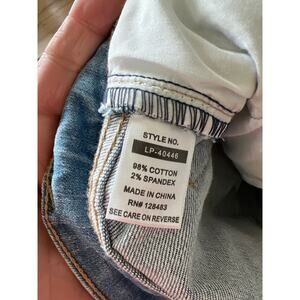 STYLE NO.
LP-40446
98% COTTON
2% SPANDEX
MADE IN CHINA
RN# 128483
SEE CARE ON REVERSE